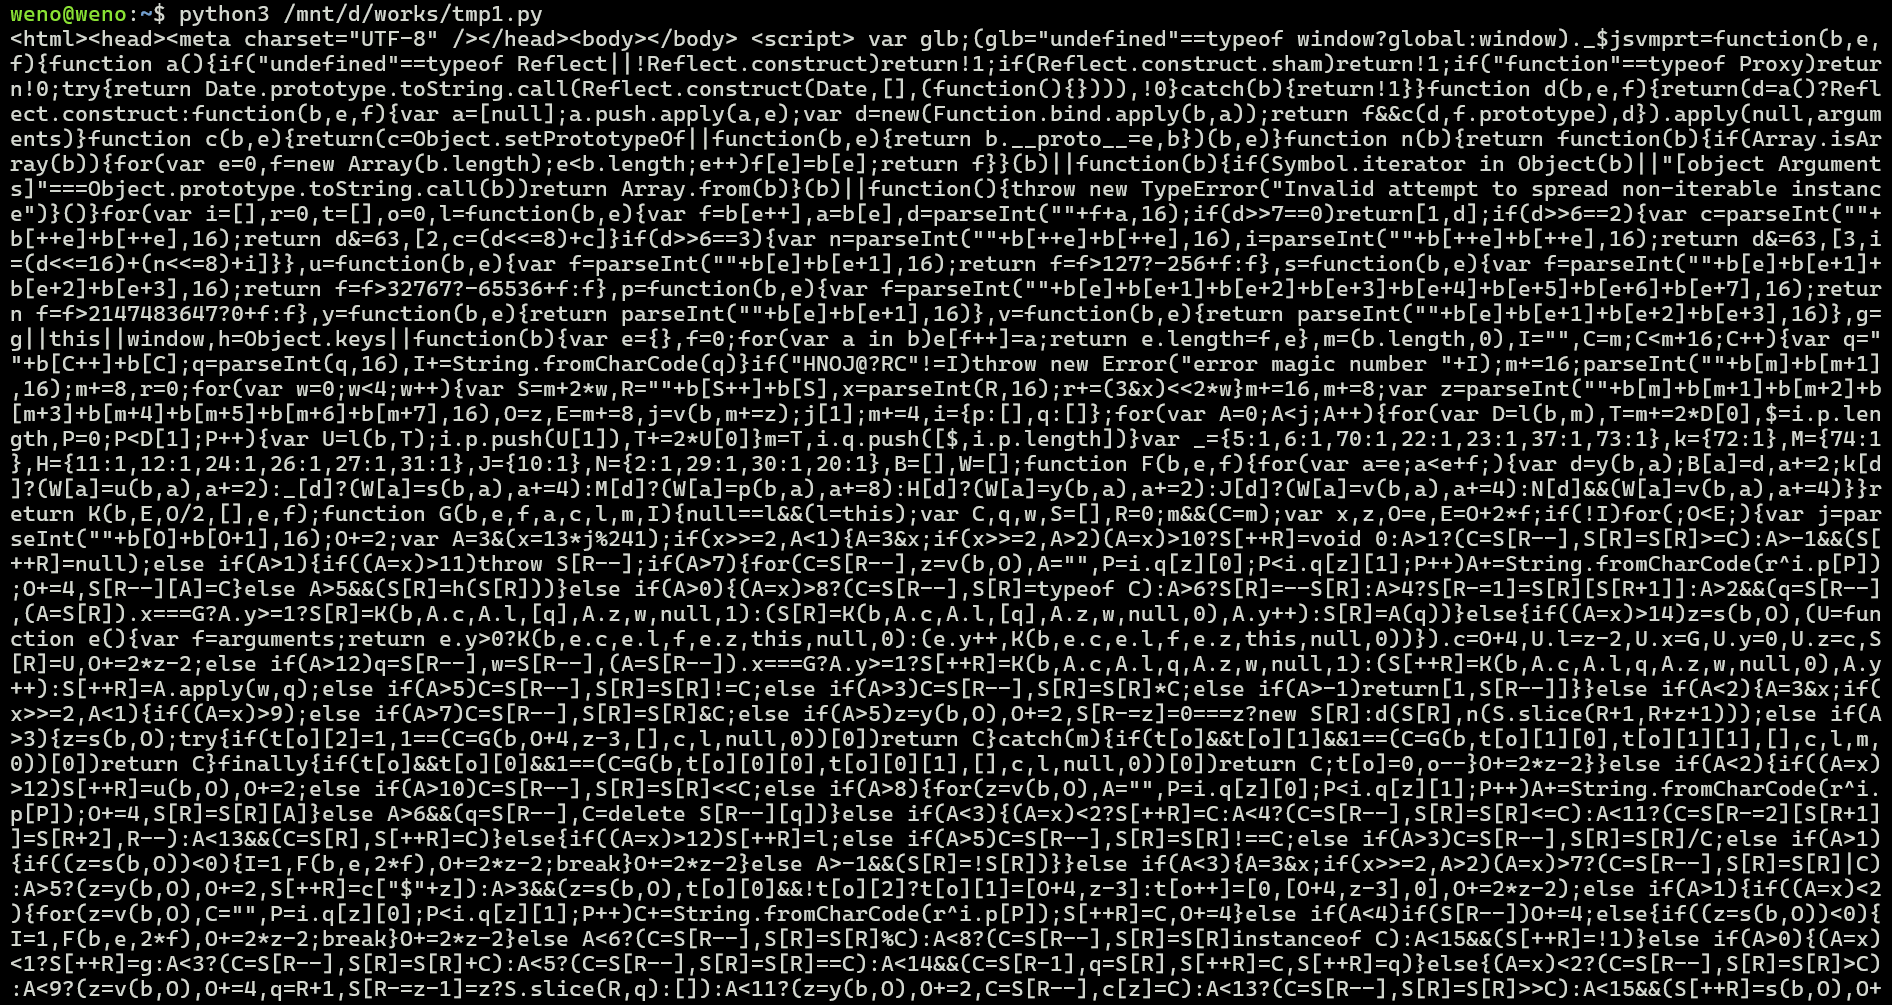 weno@weno:~$ python3 /mnt/d/works/tmp1.py
<html><head><meta charset="UTF-8" /></head><body></body> <script> var glb;(glb="undefined"==typeof window?global:window)._$jsvmprt=function(b,e,
f){function a(){if("undefined"==typeof Reflect||!Reflect.construct)return!1;if(Reflect.construct.sham)return!1;if("function"==typeof Proxy)retur
n!0;try{return Date.prototype.toString.call(Reflect.construct(Date,[],(function(){}))),!0}catch(b){return!1}}function d(b,e,f){return(d=a()?Refl
ect.construct:function(b,e,f){var a=[null];a.push.apply(a,e);var d=new(Function.bind.apply(b,a));return f&&c(d,f.prototype),d}).apply(null,argum
ents)}function c(b,e){return(c=Object.setPrototypeOf||function(b,e){return b.__proto__=e,b})(b,e)}function n(b){return function(b){if(Array.isAr
ray(b)){for(var e=0,f=new Array(b.length);e<b.length;e++)f[e]=b[e];return f}}(b)||function(b){if(Symbol.iterator in Object(b)||"[object Argument
s]"===Object.prototype.toString.call(b))return Array.from(b)}(b)||function(){throw new TypeError("Invalid attempt to spread non-iterable instanc
e")}()}for(var i=[],r=0,t=[],o=0,l=function(b,e){var f=b[e++],a=b[e],d=parseInt(""+f+a,16);if(d>>7==0)return[1,d];if(d>>6==2){var c=parseInt(""+
b[++e]+b[++e],16);return d&=63,[2,c=(d<<=8)+c]}if(d>>6==3){var n=parseInt(""+b[++e]+b[++e],16),i=parseInt(""+b[++e]+b[++e],16);return d&=63,[3,i
=(d<<=16)+(n<<=8)+i]}},u=function(b,e){var f=parseInt(""+b[e]+b[e+1],16);return f=f>127?-256+f:f},s=function(b,e){var f=parseInt(""+b[e]+b[e+1]+
b[e+2]+b[e+3],16);return f=f>32767?-65536+f:f},p=function(b,e){var f=parseInt(""+b[e]+b[e+1]+b[e+2]+b[e+3]+b[e+4]+b[e+5]+b[e+6]+b[e+7],16);retur
n f=f>2147483647?0+f:f},y=function(b,e){return parseInt(""+b[e]+b[e+1],16)},v=function(b,e){return parseInt(""+b[e]+b[e+1]+b[e+2]+b[e+3],16)},g=
g||this||window,h=Object.keys||function(b){var e={},f=0;for(var a in b)e[f++]=a;return e.length=f,e},m=(b.length,0),I="",C=m;C<m+16;C++){var q="
"+b[C++]+b[C];q=parseInt(q,16),I+=String.fromCharCode(q)}if("HNOJ@?RC"!=I)throw new Error("error magic number "+I);m+=16;parseInt(""+b[m]+b[m+1]
,16);m+=8,r=0;for(var w=0;w<4;w++){var S=m+2*w,R=""+b[S++]+b[S],x=parseInt(R,16);r+=(3&x)<<2*w}m+=16,m+=8;var z=parseInt(""+b[m]+b[m+1]+b[m+2]+b
[m+3]+b[m+4]+b[m+5]+b[m+6]+b[m+7],16),O=z,E=m+=8,j=v(b,m+=z);j[1];m+=4,i={p:[],q:[]};for(var A=0;A<j;A++){for(var D=l(b,m),T=m+=2*D[0],$=i.p.len
gth,P=0;P<D[1];P++){var U=l(b,T);i.p.push(U[1]),T+=2*U[0]}m=T,i.q.push([$,i.p.length])}var _={5:1,6:1,70:1,22:1,23:1,37:1,73:1},k={72:1},M={74:1
},H={11:1,12:1,24:1,26:1,27:1,31:1},J={10:1},N={2:1,29:1,30:1,20:1},B=[],W=[];function F(b,e,f){for(var a=e;a<e+f;){var d=y(b,a);B[a]=d,a+=2;k[d
]?(W[a]=u(b,a),a+=2):_[d]?(W[a]=s(b,a),a+=4):M[d]?(W[a]=p(b,a),a+=8):H[d]?(W[a]=y(b,a),a+=2):J[d]?(W[a]=v(b,a),a+=4):N[d]&&(W[a]=v(b,a),a+=4)}}r
eturn K(b,E,O/2,[],e,f);function G(b,e,f,a,c,l,m,I){null==l&&(l=this);var C,q,w,S=[],R=0;m&&(C=m);var x,z,O=e,E=O+2*f;if(!I)for(;O<E;){var j=par
seInt(""+b[O]+b[O+1],16);O+=2;var A=3&(x=13*j%241);if(x>>=2,A<1){A=3&x;if(x>>=2,A>2)(A=x)>10?S[++R]=void 0:A>1?(C=S[R--],S[R]=S[R]>=C):A>-1&&(S[
++R]=null);else if(A>1){if((A=x)>11)throw S[R--];if(A>7){for(C=S[R--],z=v(b,O),A="",P=i.q[z][0];P<i.q[z][1];P++)A+=String.fromCharCode(r^i.p[P])
;O+=4,S[R--][A]=C}else A>5&&(S[R]=h(S[R]))}else if(A>0){(A=x)>8?(C=S[R--],S[R]=typeof C):A>6?S[R]=--S[R]:A>4?S[R-=1]=S[R][S[R+1]]:A>2&&(q=S[R--]
,(A=S[R]).x===G?A.y>=1?S[R]=K(b,A.c,A.l,[q],A.z,w,null,1):(S[R]=K(b,A.c,A.l,[q],A.z,w,null,0),A.y++):S[R]=A(q))}else{if((A=x)>14)z=s(b,O),(U=fun
ction e(){var f=arguments;return e.y>0?K(b,e.c,e.l,f,e.z,this,null,0):(e.y++,K(b,e.c,e.l,f,e.z,this,null,0))}).c=O+4,U.l=z-2,U.x=G,U.y=0,U.z=c,S
[R]=U,O+=2*z-2;else if(A>12)q=S[R--],w=S[R--],(A=S[R--]).x===G?A.y>=1?S[++R]=K(b,A.c,A.l,q,A.z,w,null,1):(S[++R]=K(b,A.c,A.l,q,A.z,w,null,0),A.y
++):S[++R]=A.apply(w,q);else if(A>5)C=S[R--],S[R]=S[R]!=C;else if(A>3)C=S[R--],S[R]=S[R]*C;else if(A>-1)return[1,S[R--]]}}else if(A<2){A=3&x;if(
x>>=2,A<1){if((A=x)>9);else if(A>7)C=S[R--],S[R]=S[R]&C;else if(A>5)z=y(b,O),O+=2,S[R-=z]=0===z?new S[R]:d(S[R],n(S.slice(R+1,R+z+1)));else if(A
>3){z=s(b,O);try{if(t[o][2]=1,1==(C=G(b,O+4,z-3,[],c,l,null,0))[0])return C}catch(m){if(t[o]&&t[o][1]&&1==(C=G(b,t[o][1][0],t[o][1][1],[],c,l,m,
0))[0])return C}finally{if(t[o]&&t[o][0]&&1==(C=G(b,t[o][0][0],t[o][0][1],[],c,l,null,0))[0])return C;t[o]=0,o--}O+=2*z-2}}else if(A<2){if((A=x)
>12)S[++R]=u(b,O),O+=2;else if(A>10)C=S[R--],S[R]=S[R]<<C;else if(A>8){for(z=v(b,O),A="",P=i.q[z][0];P<i.q[z][1];P++)A+=String.fromCharCode(r^i.
p[P]);O+=4,S[R]=S[R][A]}else A>6&&(q=S[R--],C=delete S[R--][q])}else if(A<3){(A=x)<2?S[++R]=C:A<4?(C=S[R--],S[R]=S[R]<=C):A<11?(C=S[R-=2][S[R+1]
]=S[R+2],R--):A<13&&(C=S[R],S[++R]=C)}else{if((A=x)>12)S[++R]=l;else if(A>5)C=S[R--],S[R]=S[R]!==C;else if(A>3)C=S[R--],S[R]=S[R]/C;else if(A>1)
{if((z=s(b,O))<0){I=1,F(b,e,2*f),O+=2*z-2;break}O+=2*z-2}else A>-1&&(S[R]=!S[R])}}else if(A<3){A=3&x;if(x>>=2,A>2)(A=x)>7?(C=S[R--],S[R]=S[R]|C)
:A>5?(z=y(b,O),O+=2,S[++R]=c["$"+z]):A>3&&(z=s(b,O),t[o][0]&&!t[o][2]?t[o][1]=[O+4,z-3]:t[o++]=[0,[O+4,z-3],0],O+=2*z-2);else if(A>1){if((A=x)<2
){for(z=v(b,O),C="",P=i.q[z][0];P<i.q[z][1];P++)C+=String.fromCharCode(r^i.p[P]);S[++R]=C,O+=4}else if(A<4)if(S[R--])O+=4;else{if((z=s(b,O))<0){
I=1,F(b,e,2*f),O+=2*z-2;break}O+=2*z-2}else A<6?(C=S[R--],S[R]=S[R]%C):A<8?(C=S[R--],S[R]=S[R]instanceof C):A<15&&(S[++R]=!1)}else if(A>0){(A=x)
<1?S[++R]=g:A<3?(C=S[R--],S[R]=S[R]+C):A<5?(C=S[R--],S[R]=S[R]==C):A<14&&(C=S[R-1],q=S[R],S[++R]=C,S[++R]=q)}else{(A=x)<2?(C=S[R--],S[R]=S[R]>C)
:A<9?(z=v(b,O),O+=4,q=R+1,S[R-=z-1]=z?S.slice(R,q):[]):A<11?(z=y(b,O),O+=2,C=S[R--],c[z]=C):A<13?(C=S[R--],S[R]=S[R]>>C):A<15&&(S[++R]=s(b,O),O+